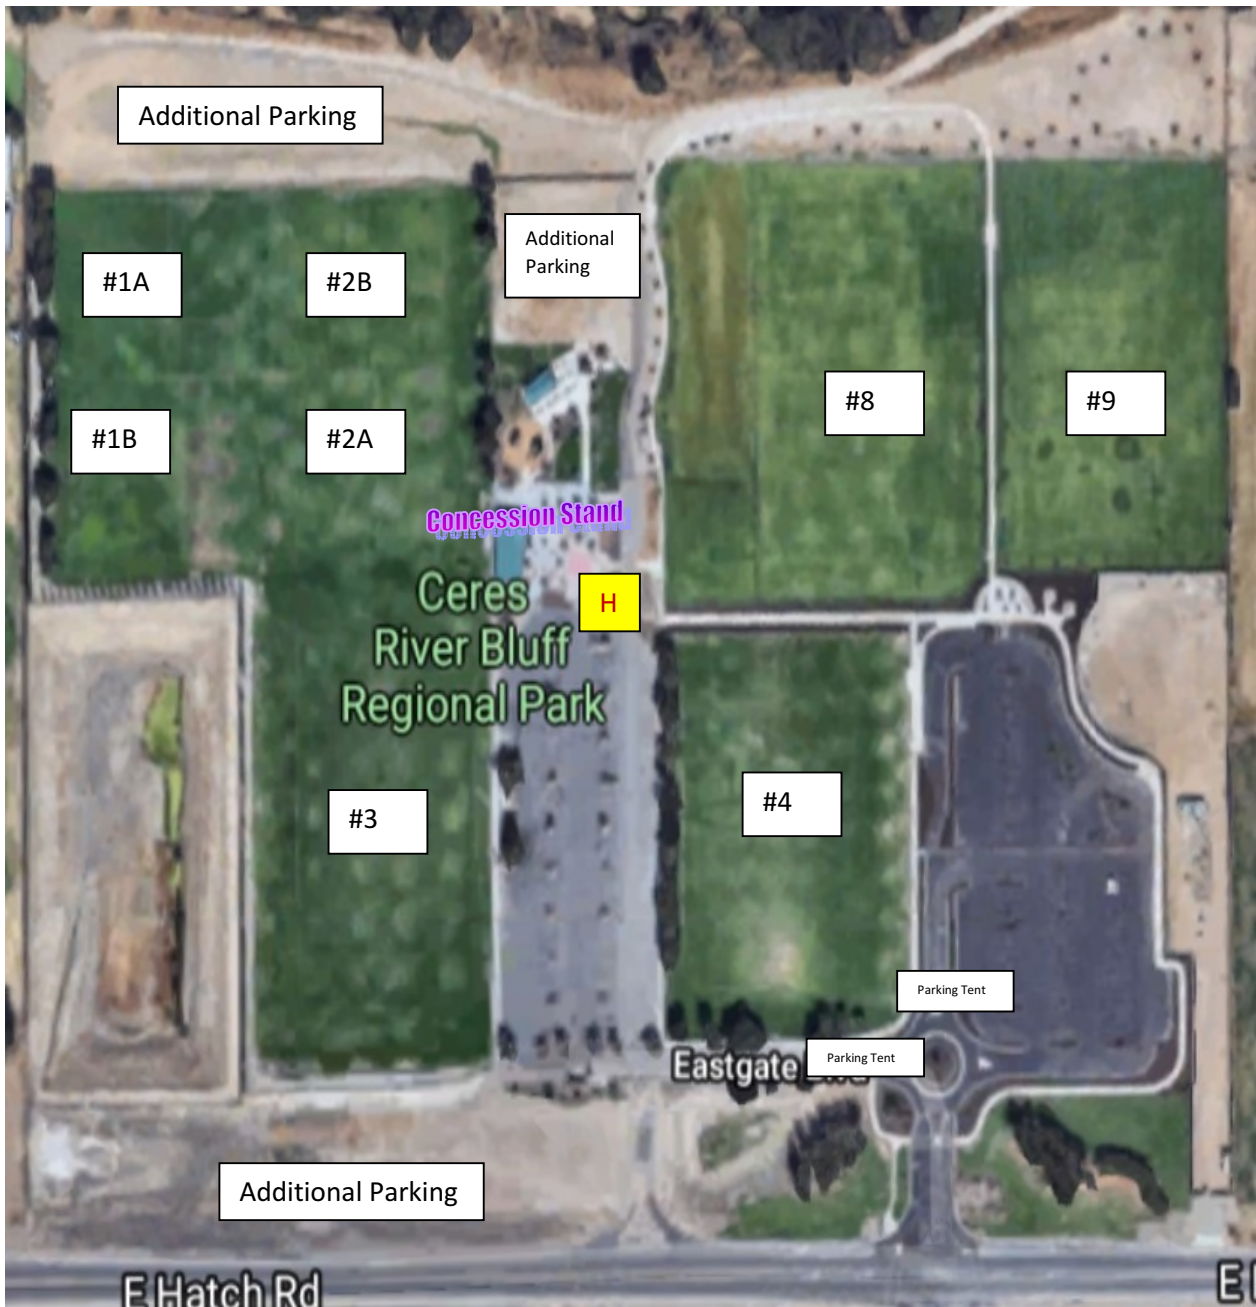 Additional Parking
Additional
Parking
#1A
#2B
#8
#9
#1B
#2A
Concession Stand
H
Ceres
River Bluff
Regional Park
#3
#4
Parking Tent
Parking Tent
Eastgate Blvd
Additional Parking
E Hatch Rd
E